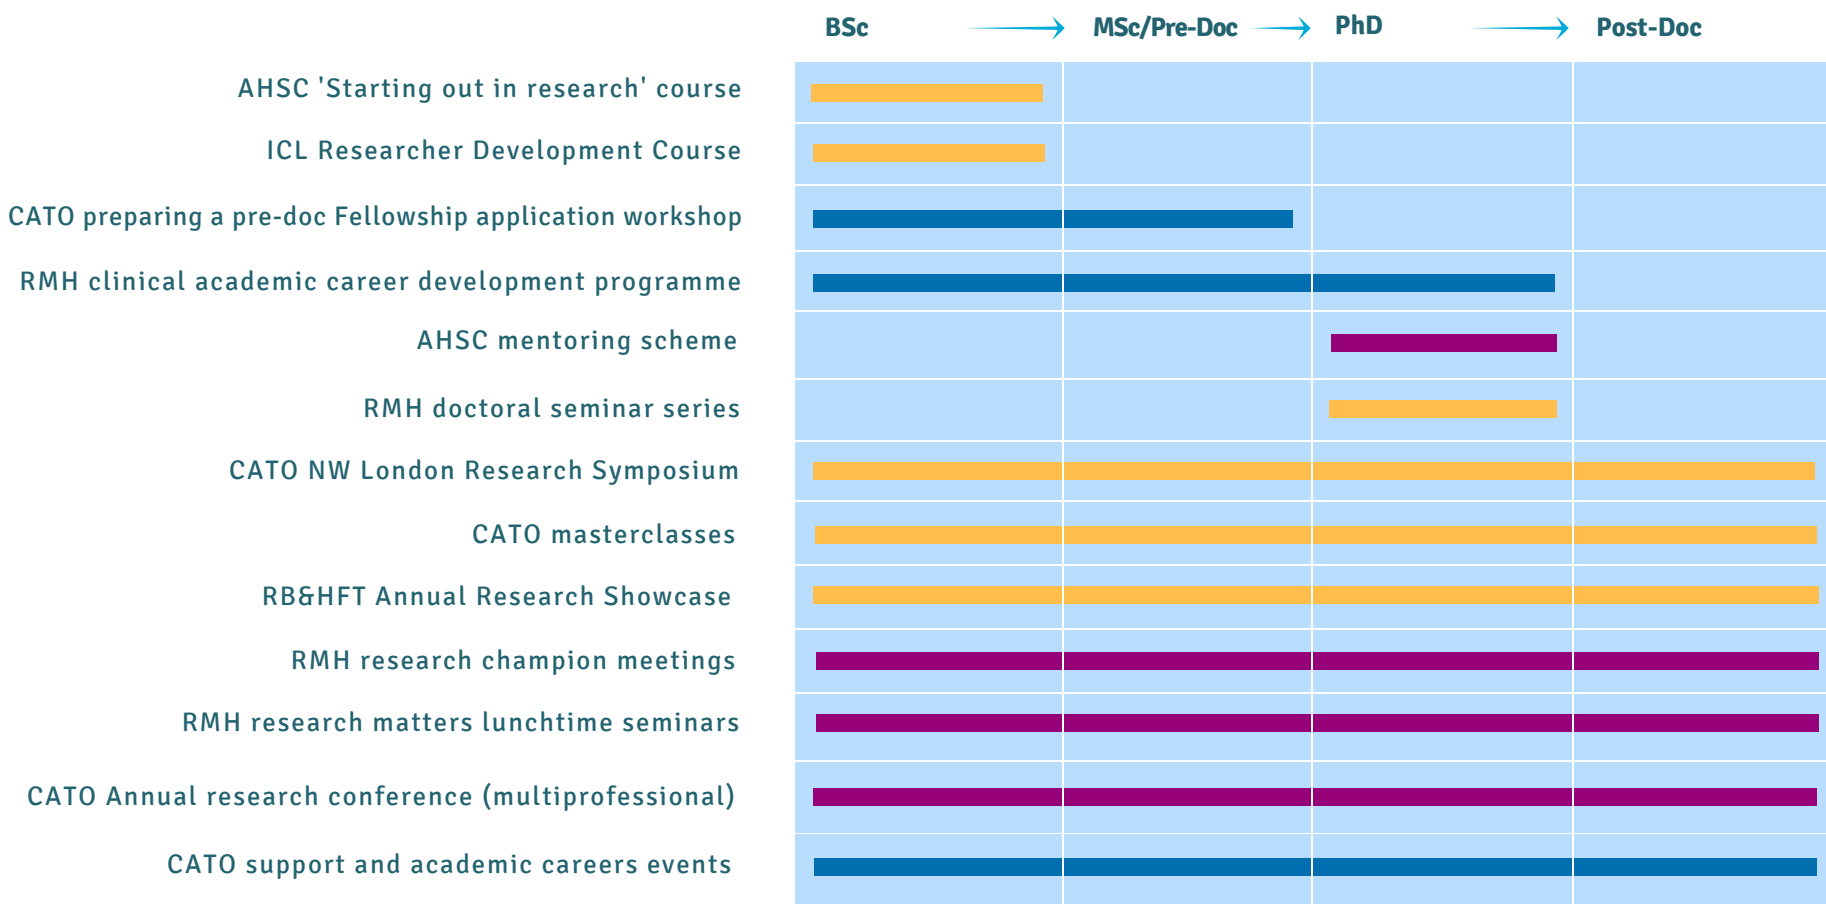 BSc MSc/Pre-Doc PhD Post-Doc
AHSC 'Starting out in research' course
ICL Researcher Development Course
CATO preparing a pre-doc Fellowship application workshop
RMH clinical academic career development programme
AHSC mentoring scheme
RMH doctoral seminar series
CATO NW London Research Symposium
CATO masterclasses
RB&HFT Annual Research Showcase
RMH research champion meetings
RMH research matters lunchtime seminars
CATO Annual research conference (multiprofessional)
CATO support and academic careers events